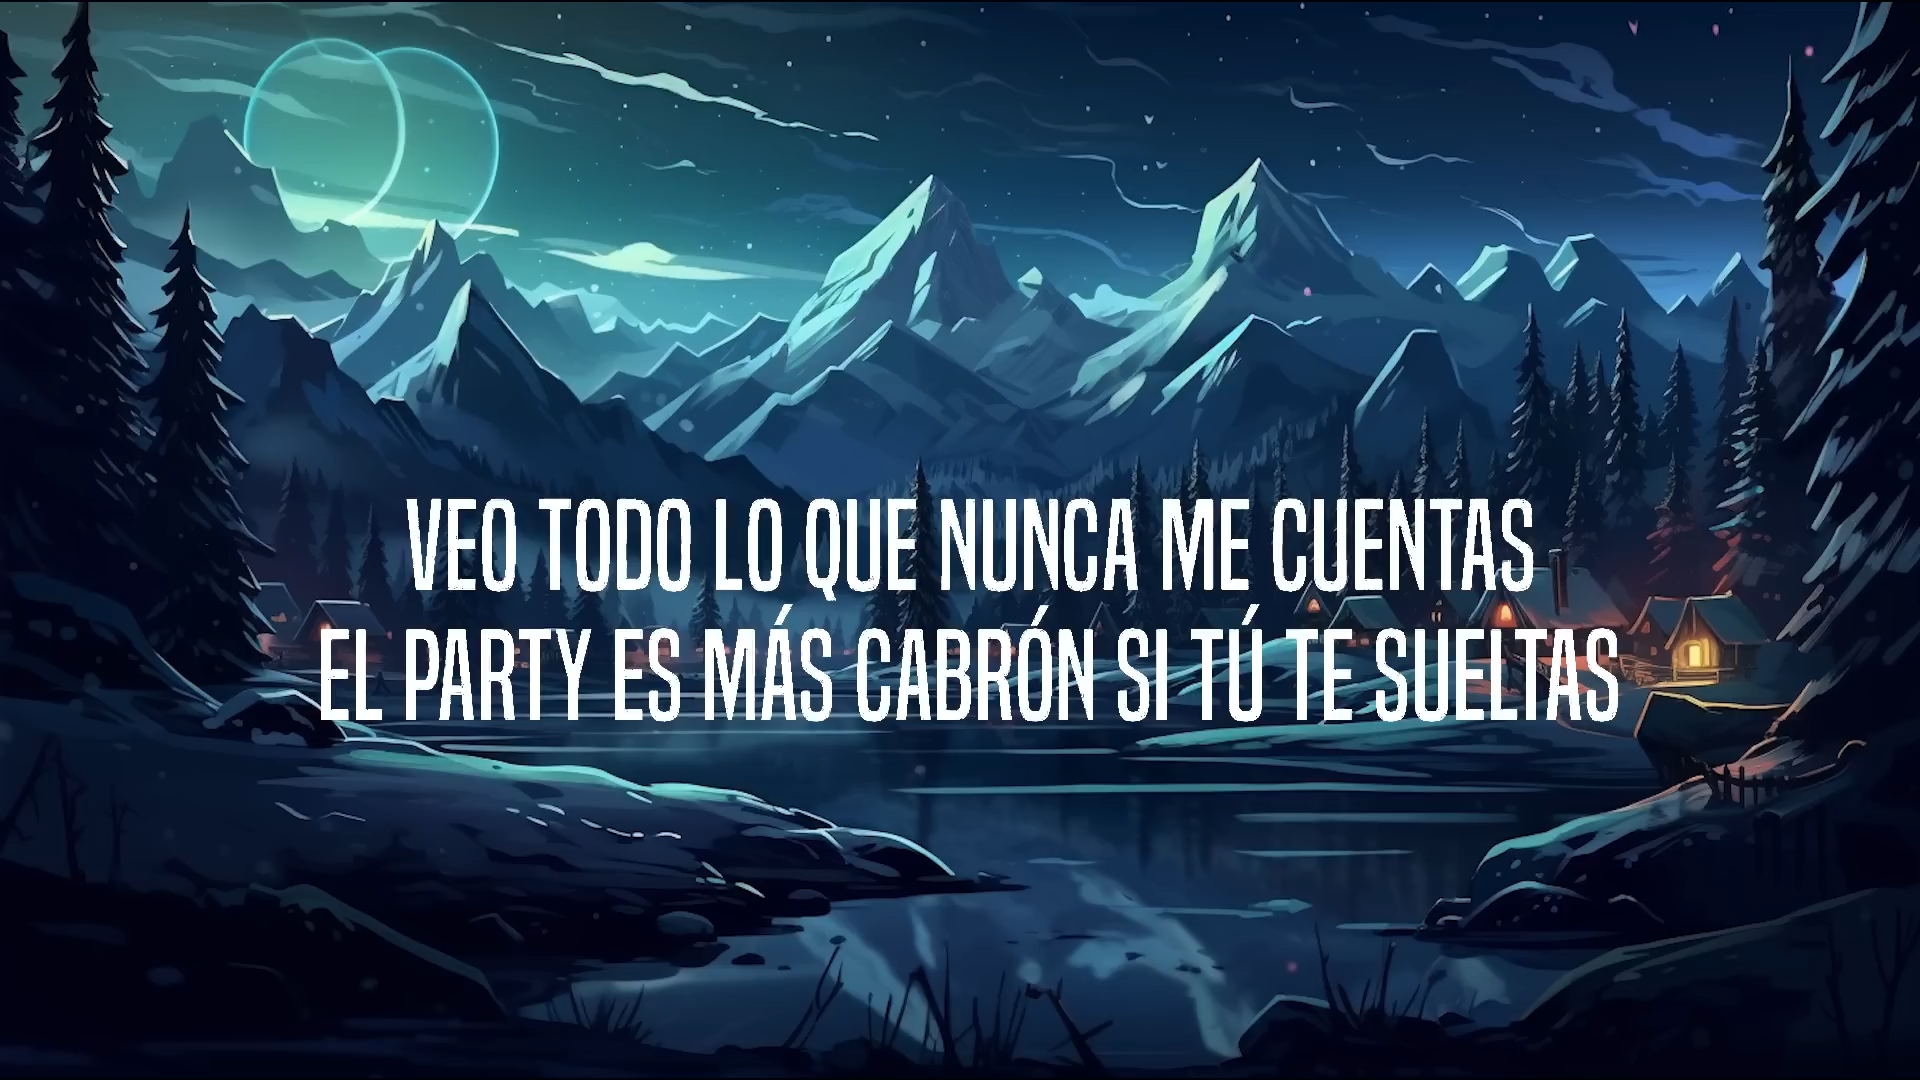 VEO TODO LO QUE NUNCA ME CUENTAS
EL PARTY ES MÁS CABRÓN SI TÚ TE SUELTAS